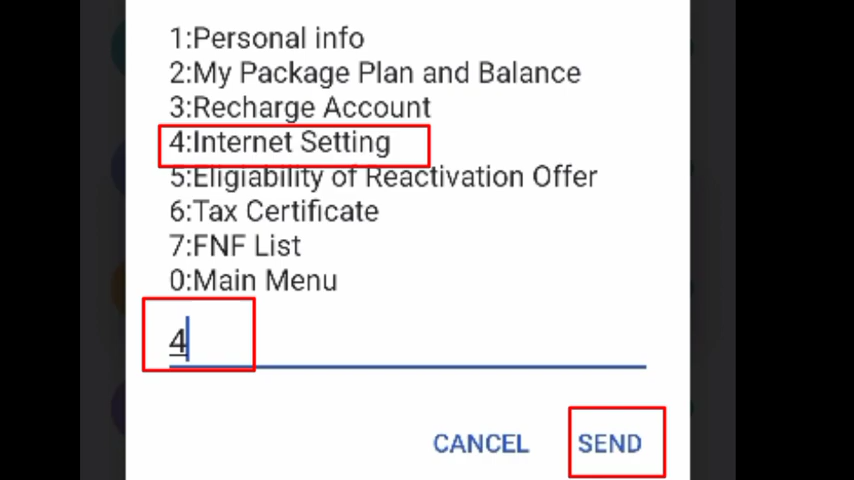 1:Personal info
2:My Package Plan and Balance
3:Recharge Account
4:Internet Setting
5:Eligiability of Reactivation Offer
6:Tax Certificate
7:FNF List
0:Main Menu
4
CANCEL SEND